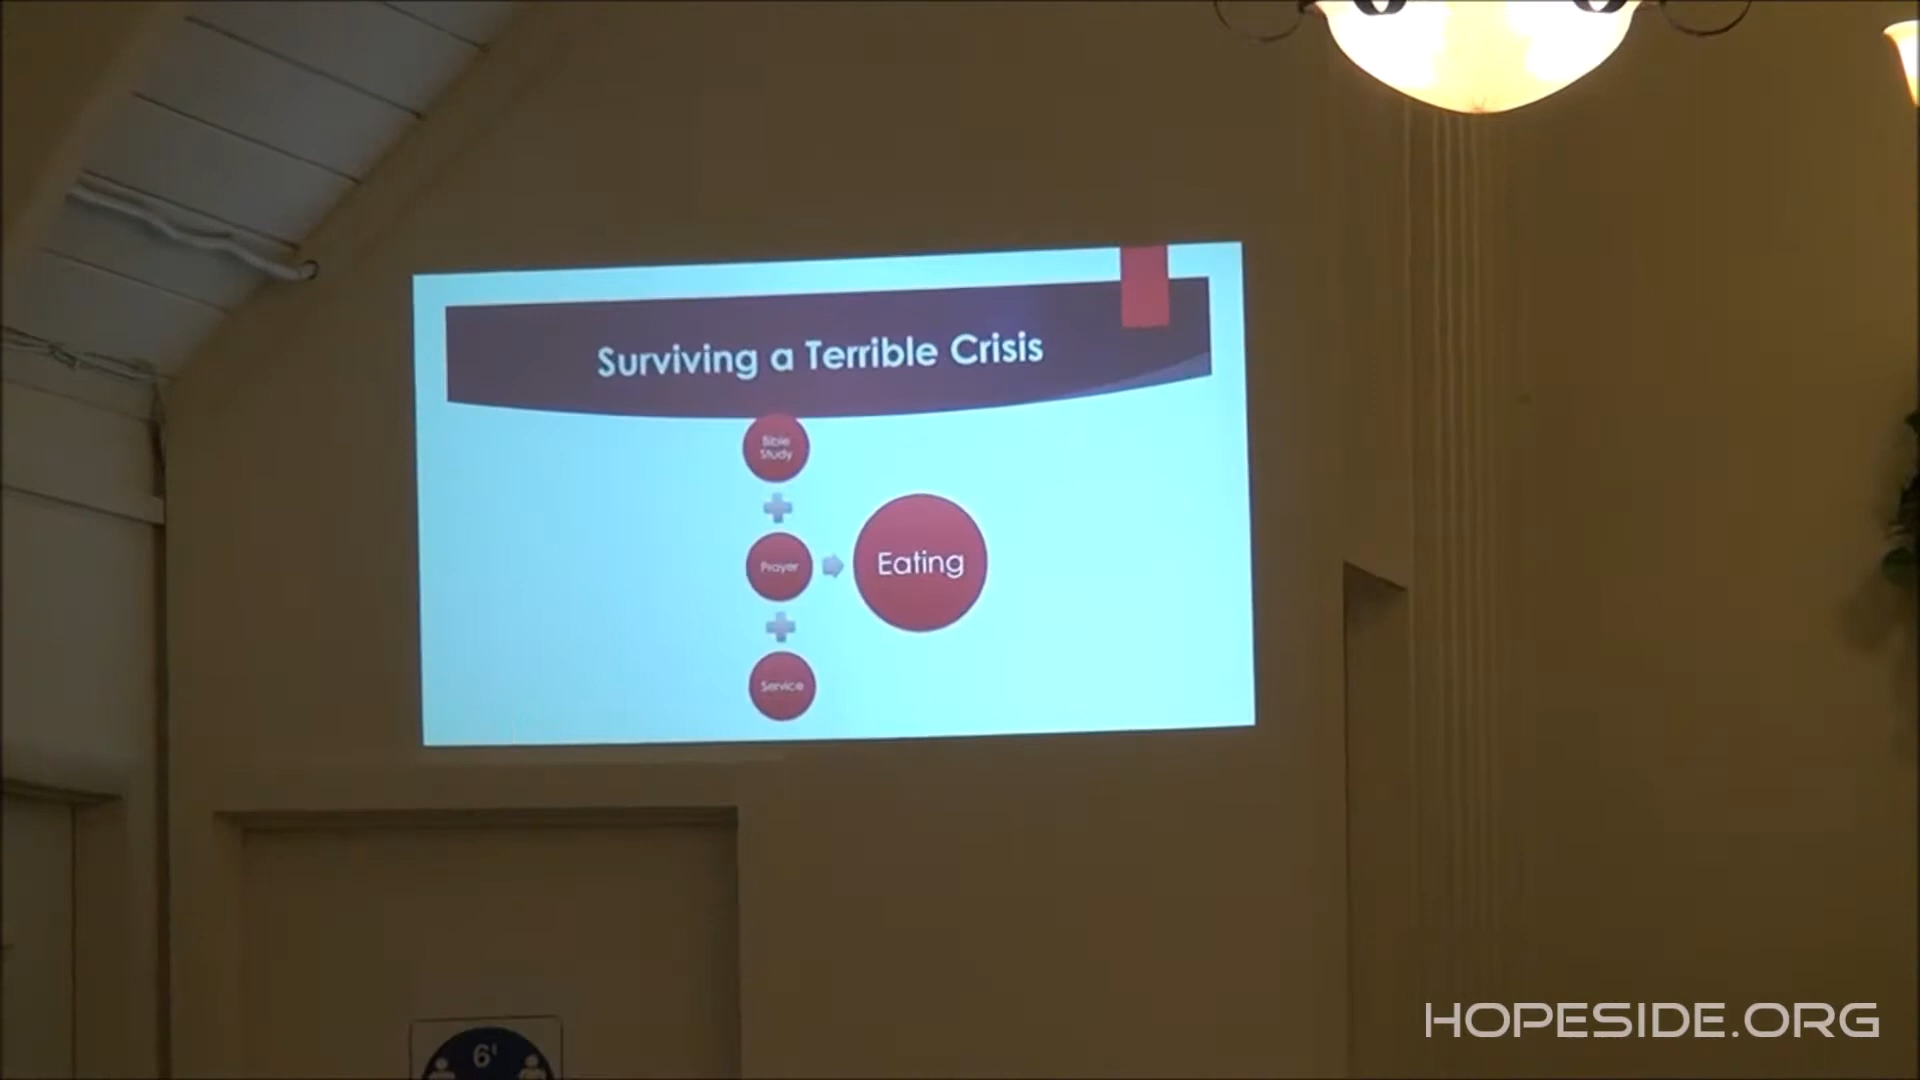 Surviving a Terrible Crisis
Bible
Study
Prayer
Eating
Service
6'
HOPESIDE.ORG